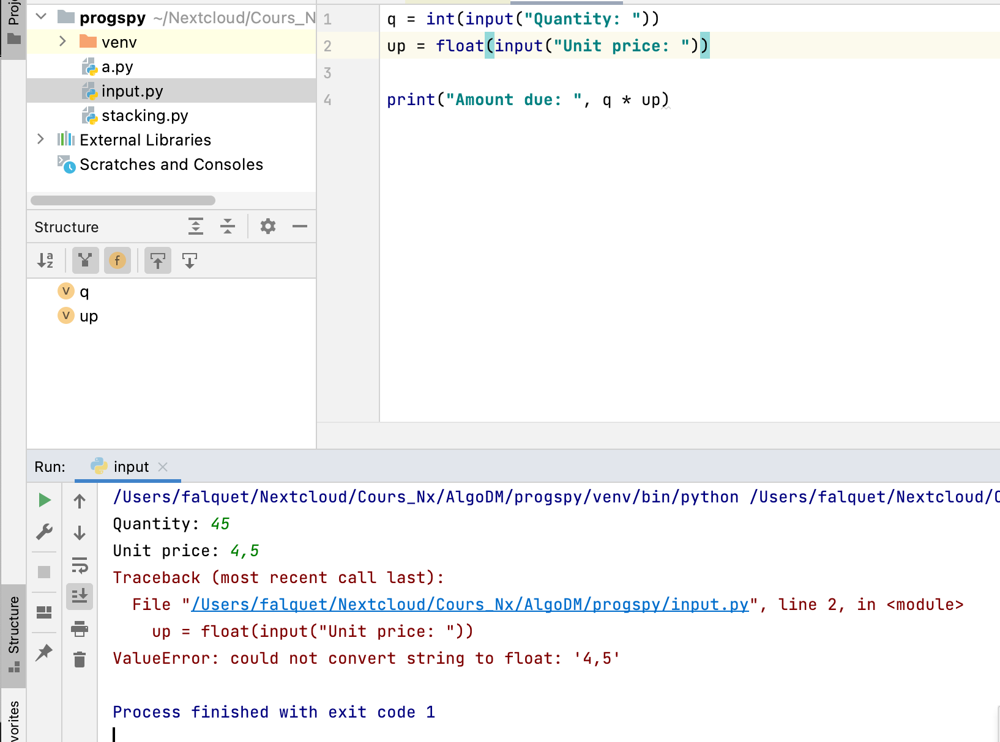 progspy ~/Nextcloud/Cours_N
venv
a.py
input.py
stacking.py
External Libraries
Scratches and Consoles
Structure
q
up
1 q = int(input("Quantity: "))
2 up = float(input("Unit price: "))
3
4 print("Amount due: ", q * up)
Run: input
/Users/falquet/Nextcloud/Cours_Nx/AlgoDM/progspy/venv/bin/python /Users/falquet/Nextcloud/C
Quantity: 45
Unit price: 4,5
Traceback (most recent call last):
File "/Users/falquet/Nextcloud/Cours_Nx/AlgoDM/progspy/input.py", line 2, in <module>
up = float(input("Unit price: "))
ValueError: could not convert string to float: '4,5'
Process finished with exit code 1
Proje
Structure
vorites